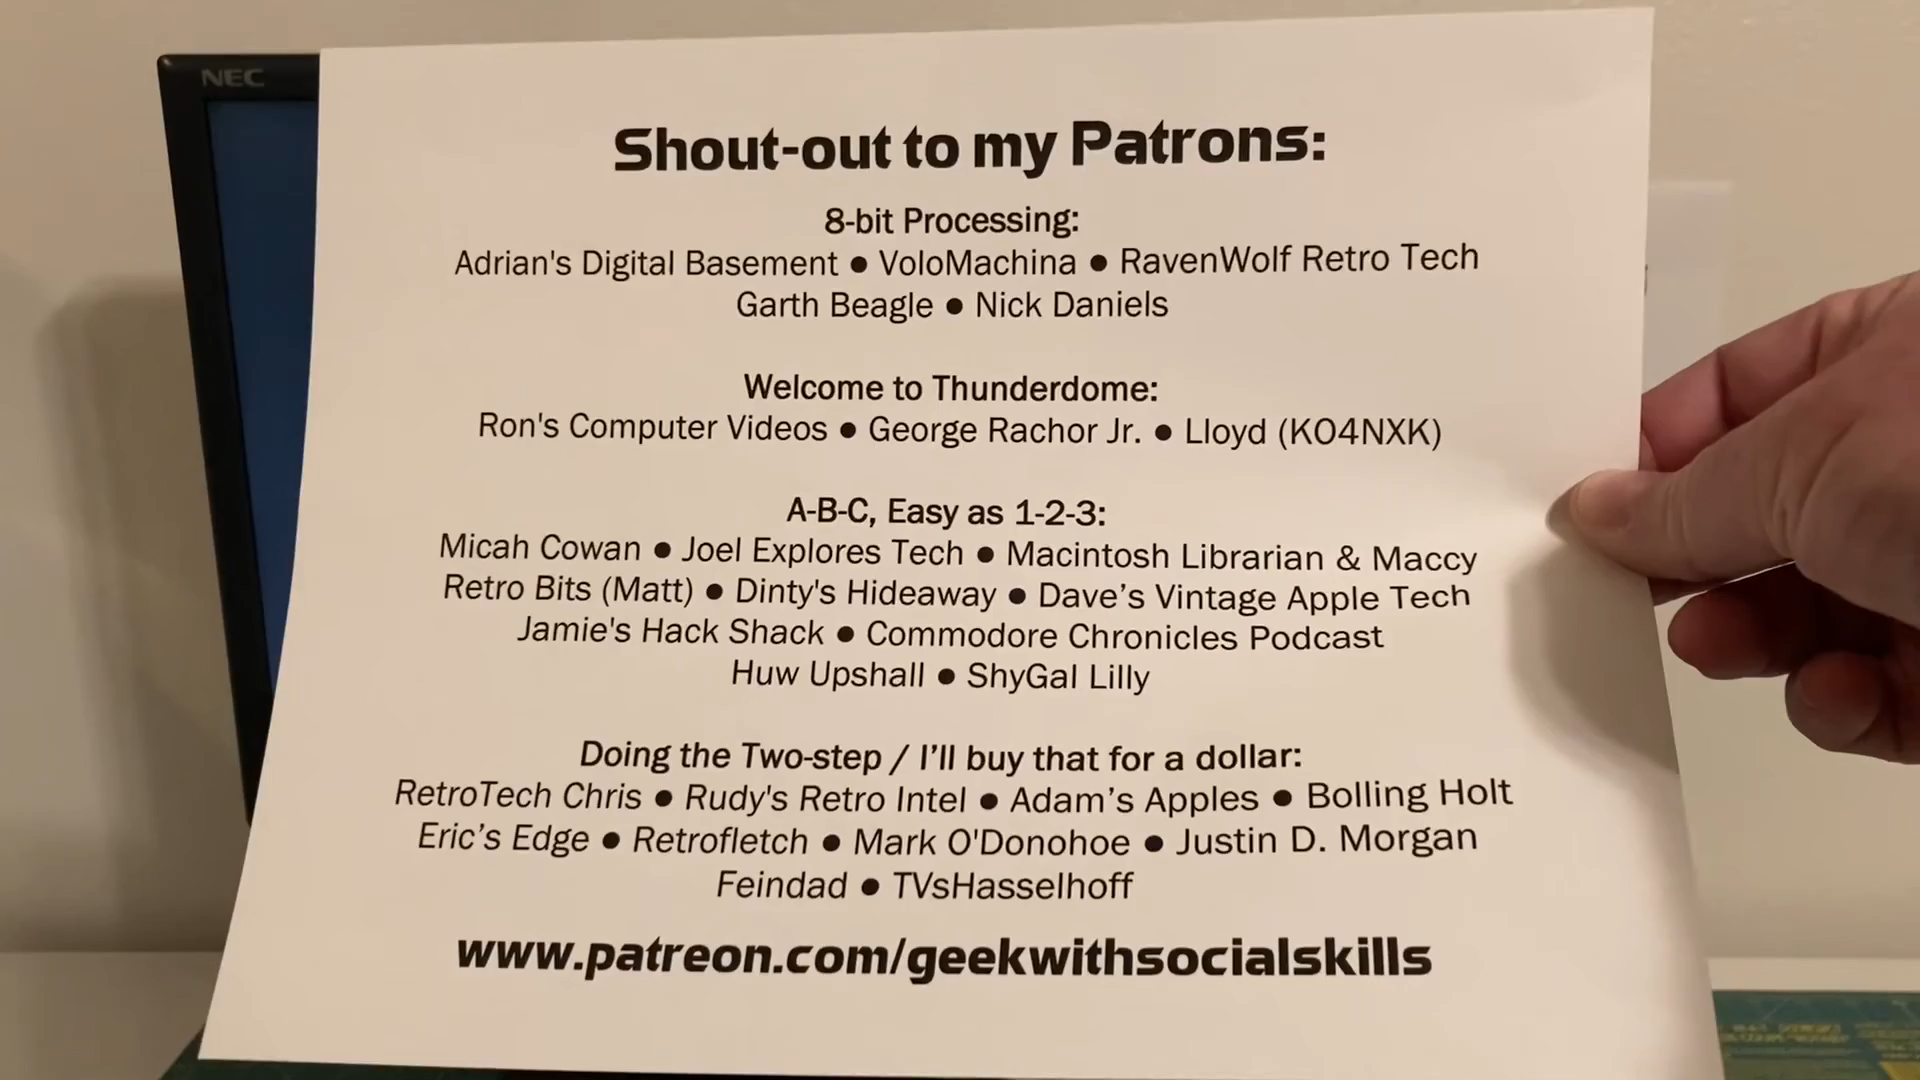 NEC
Shout-out to my Patrons:
8-bit Processing:
Adrian's Digital Basement ● VoloMachina ● RavenWolf Retro Tech
Garth Beagle ● Nick Daniels
Welcome to Thunderdome:
Ron's Computer Videos ● George Rachor Jr. ● Lloyd (KO4NXK)
A-B-C, Easy as 1-2-3:
Micah Cowan ● Joel Explores Tech ● Macintosh Librarian & Maccy
Retro Bits (Matt) ● Dinty's Hideaway ● Dave’s Vintage Apple Tech
Jamie's Hack Shack ● Commodore Chronicles Podcast
Huw Upshall ● ShyGal Lilly
Doing the Two-step / I’ll buy that for a dollar:
RetroTech Chris ● Rudy's Retro Intel ● Adam’s Apples ● Bolling Holt
Eric’s Edge ● Retrofletch ● Mark O'Donohoe ● Justin D. Morgan
Feindad ● TVsHasselhoff
www.patreon.com/geekwithsocialskills